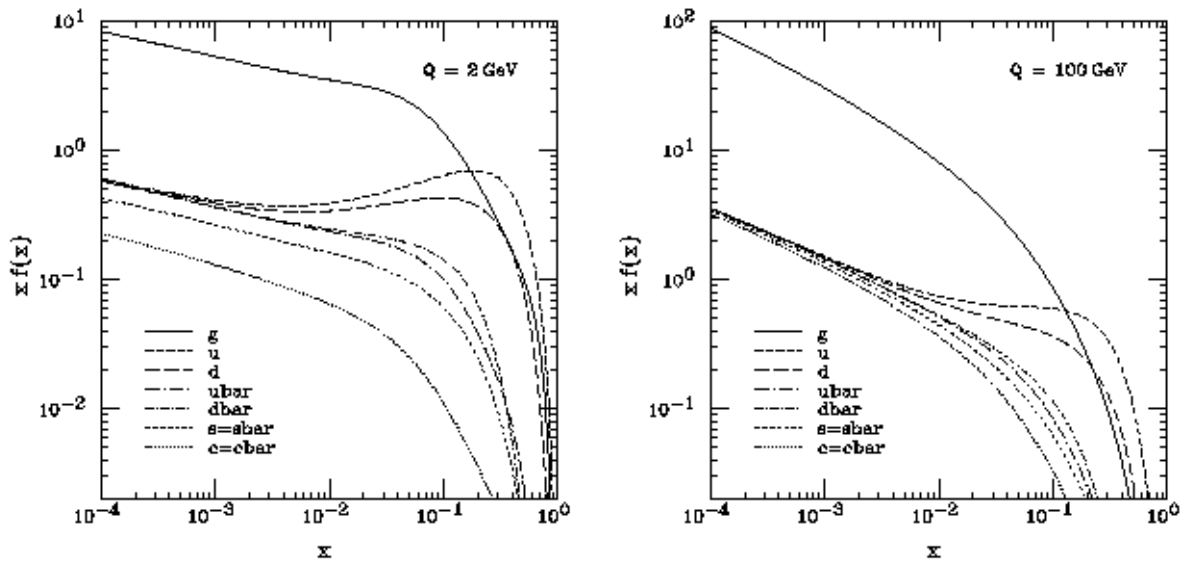 10¹
10⁰
10⁻¹
10⁻²
x f(x)
Q = 2 GeV
g
u
d
ubar
dbar
s=sbar
c=cbar
10⁻⁴ 10⁻³ 10⁻² 10⁻¹ 10⁰
x
10²
10¹
10⁰
10⁻¹
x f(x)
Q = 100 GeV
g
u
d
ubar
dbar
s=sbar
c=cbar
10⁻⁴ 10⁻³ 10⁻² 10⁻¹ 10⁰
x